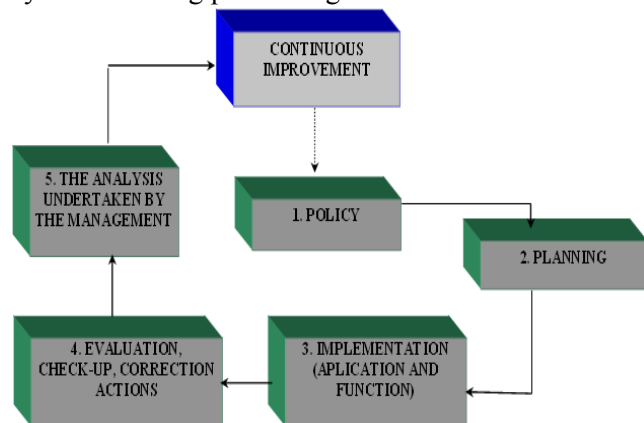 CONTINUOUS
IMPROVEMENT
5. THE ANALYSIS
UNDERTAKEN BY
THE MANAGEMENT
1. POLICY
2. PLANNING
4. EVALUATION,
CHECK-UP, CORRECTION
ACTIONS
3. IMPLEMENTATION
(APLICATION AND
FUNCTION)